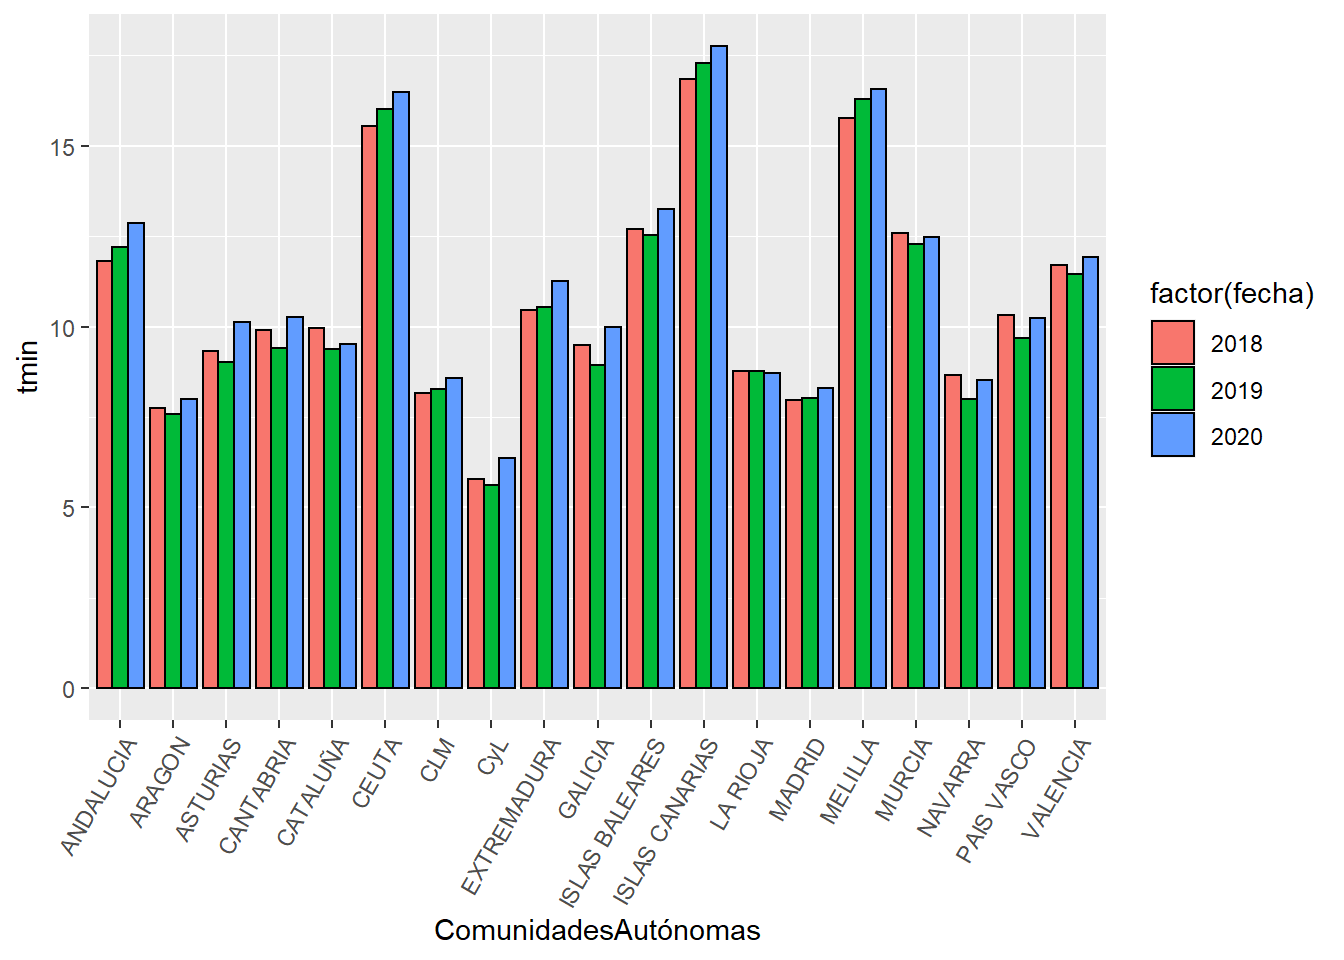 15
10
5
0
tmin
ANDALUCIA
ARAGON
ASTURIAS
CANTABRIA
CATALUÑA
CEUTA
CLM
CyL
EXTREMADURA
GALICIA
ISLAS BALEARES
ISLAS CANARIAS
LA RIOJA
MADRID
MELILLA
MURCIA
NAVARRA
PAIS VASCO
VALENCIA
ComunidadesAutónomas
factor(fecha)
2018
2019
2020